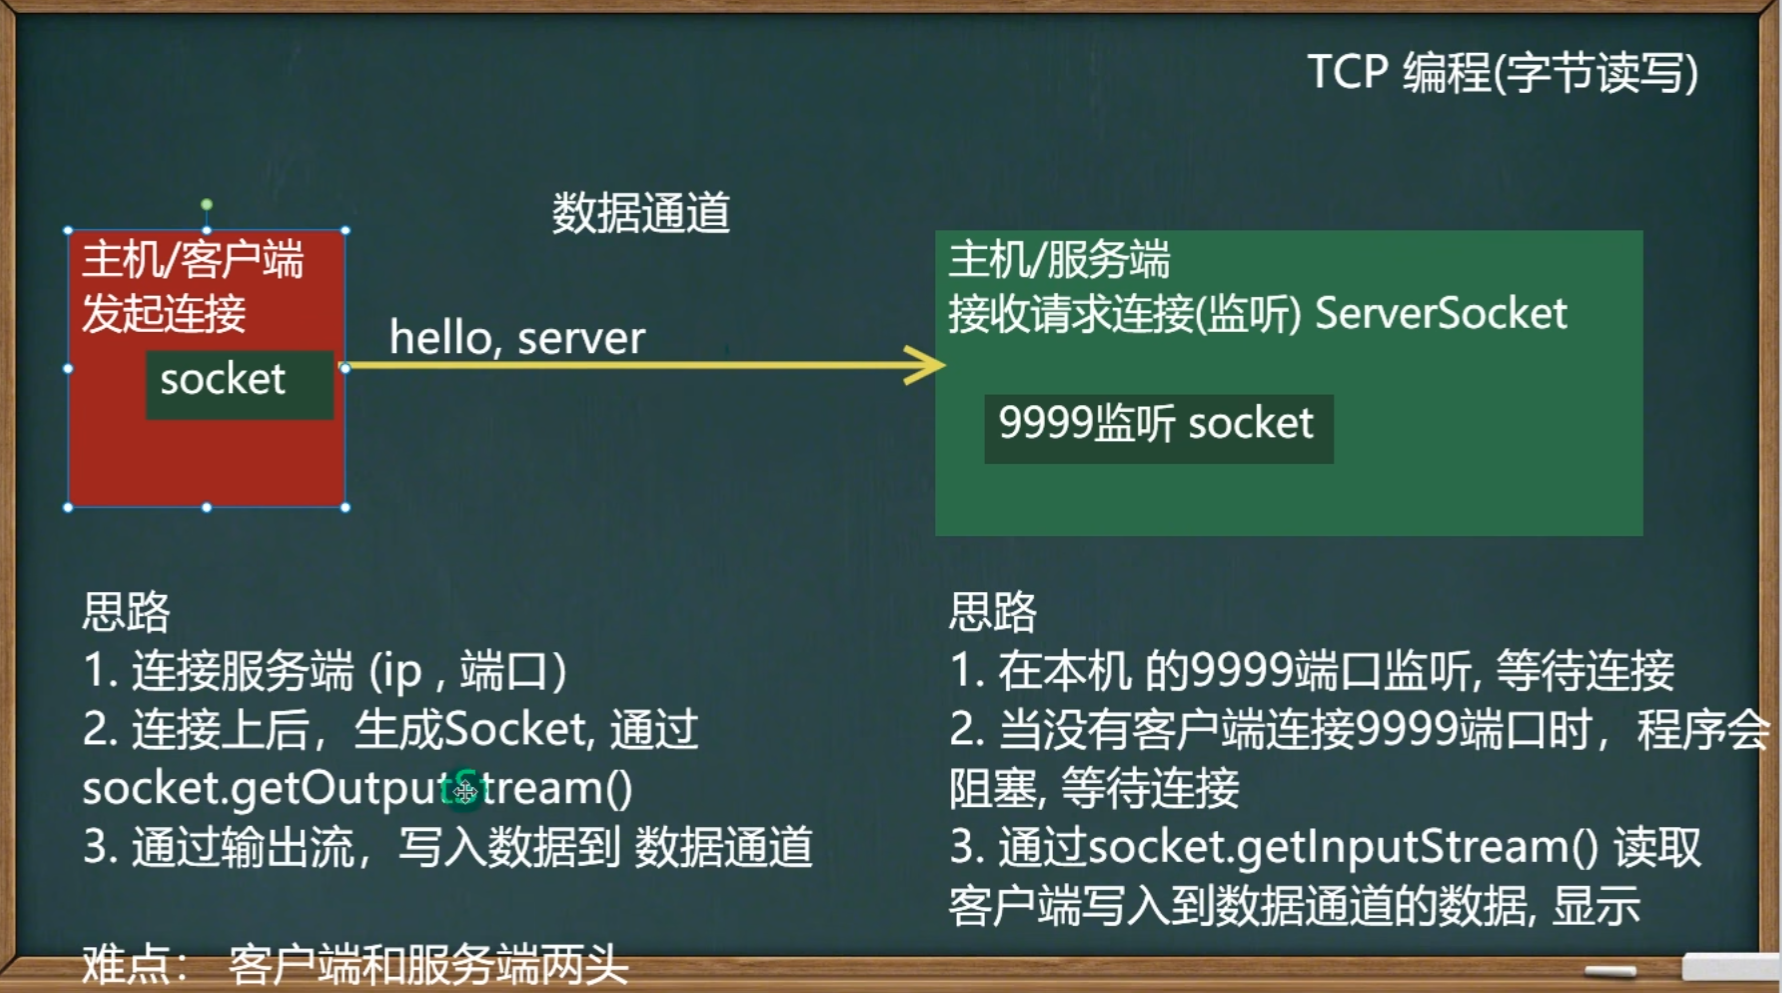 TCP 编程(字节读写)
数据通道
主机/客户端
发起连接
socket
hello, server
主机/服务端
接收请求连接(监听) ServerSocket
9999监听 socket
思路
1. 连接服务端 (ip , 端口）
2. 连接上后，生成Socket, 通过
socket.getOutputStream()
3. 通过输出流，写入数据到 数据通道
难点： 客户端和服务端两头
思路
1. 在本机 的9999端口监听, 等待连接
2. 当没有客户端连接9999端口时，程序会
阻塞, 等待连接
3. 通过socket.getInputStream() 读取
客户端写入到数据通道的数据, 显示